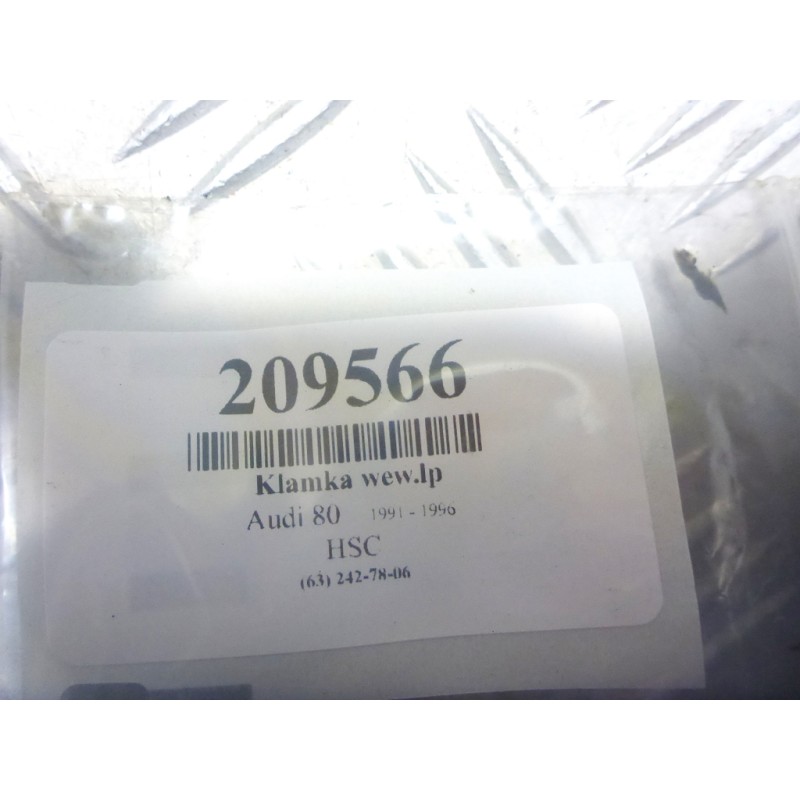 209566
Klamka wew.lp
Audi 80 1991 - 1996
HSC
(63) 242-78-06